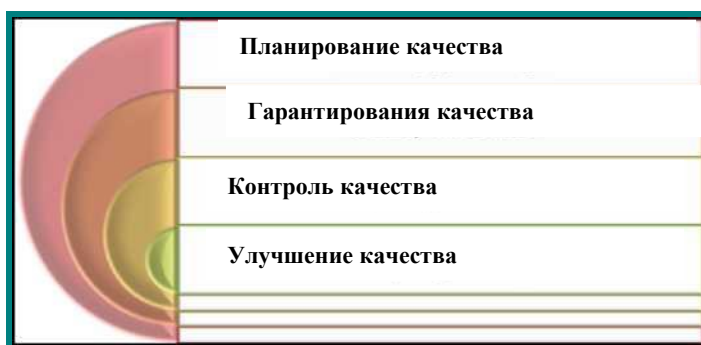 Планирование качества
Гарантирования качества
Контроль качества
Улучшение качества